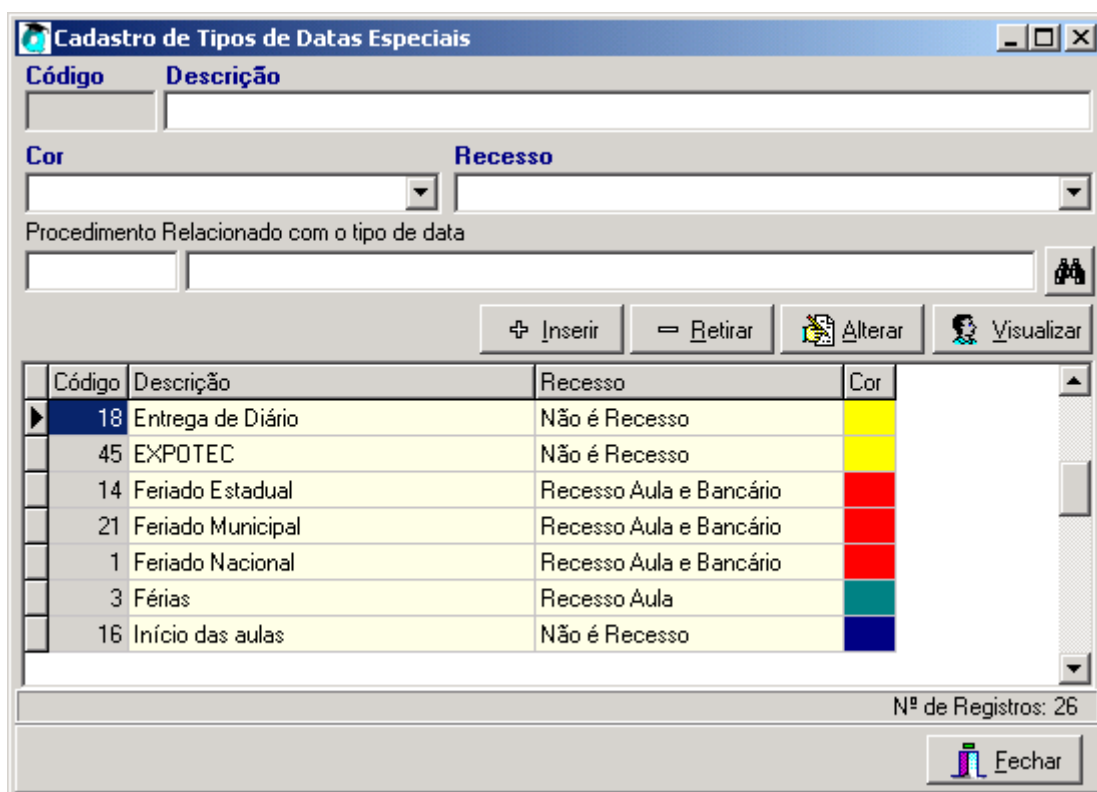 Cadastro de Tipos de Datas Especiais
Código Descrição
Cor Recesso
Procedimento Relacionado com o tipo de data
Inserir Retirar Alterar Visualizar
Código Descrição Recesso Cor
18 Entrega de Diário Não é Recesso
45 EXPOTEC Não é Recesso
14 Feriado Estadual Recesso Aula e Bancário
21 Feriado Municipal Recesso Aula e Bancário
1 Feriado Nacional Recesso Aula e Bancário
3 Férias Recesso Aula
16 Início das aulas Não é Recesso
Nº de Registros: 26
Fechar